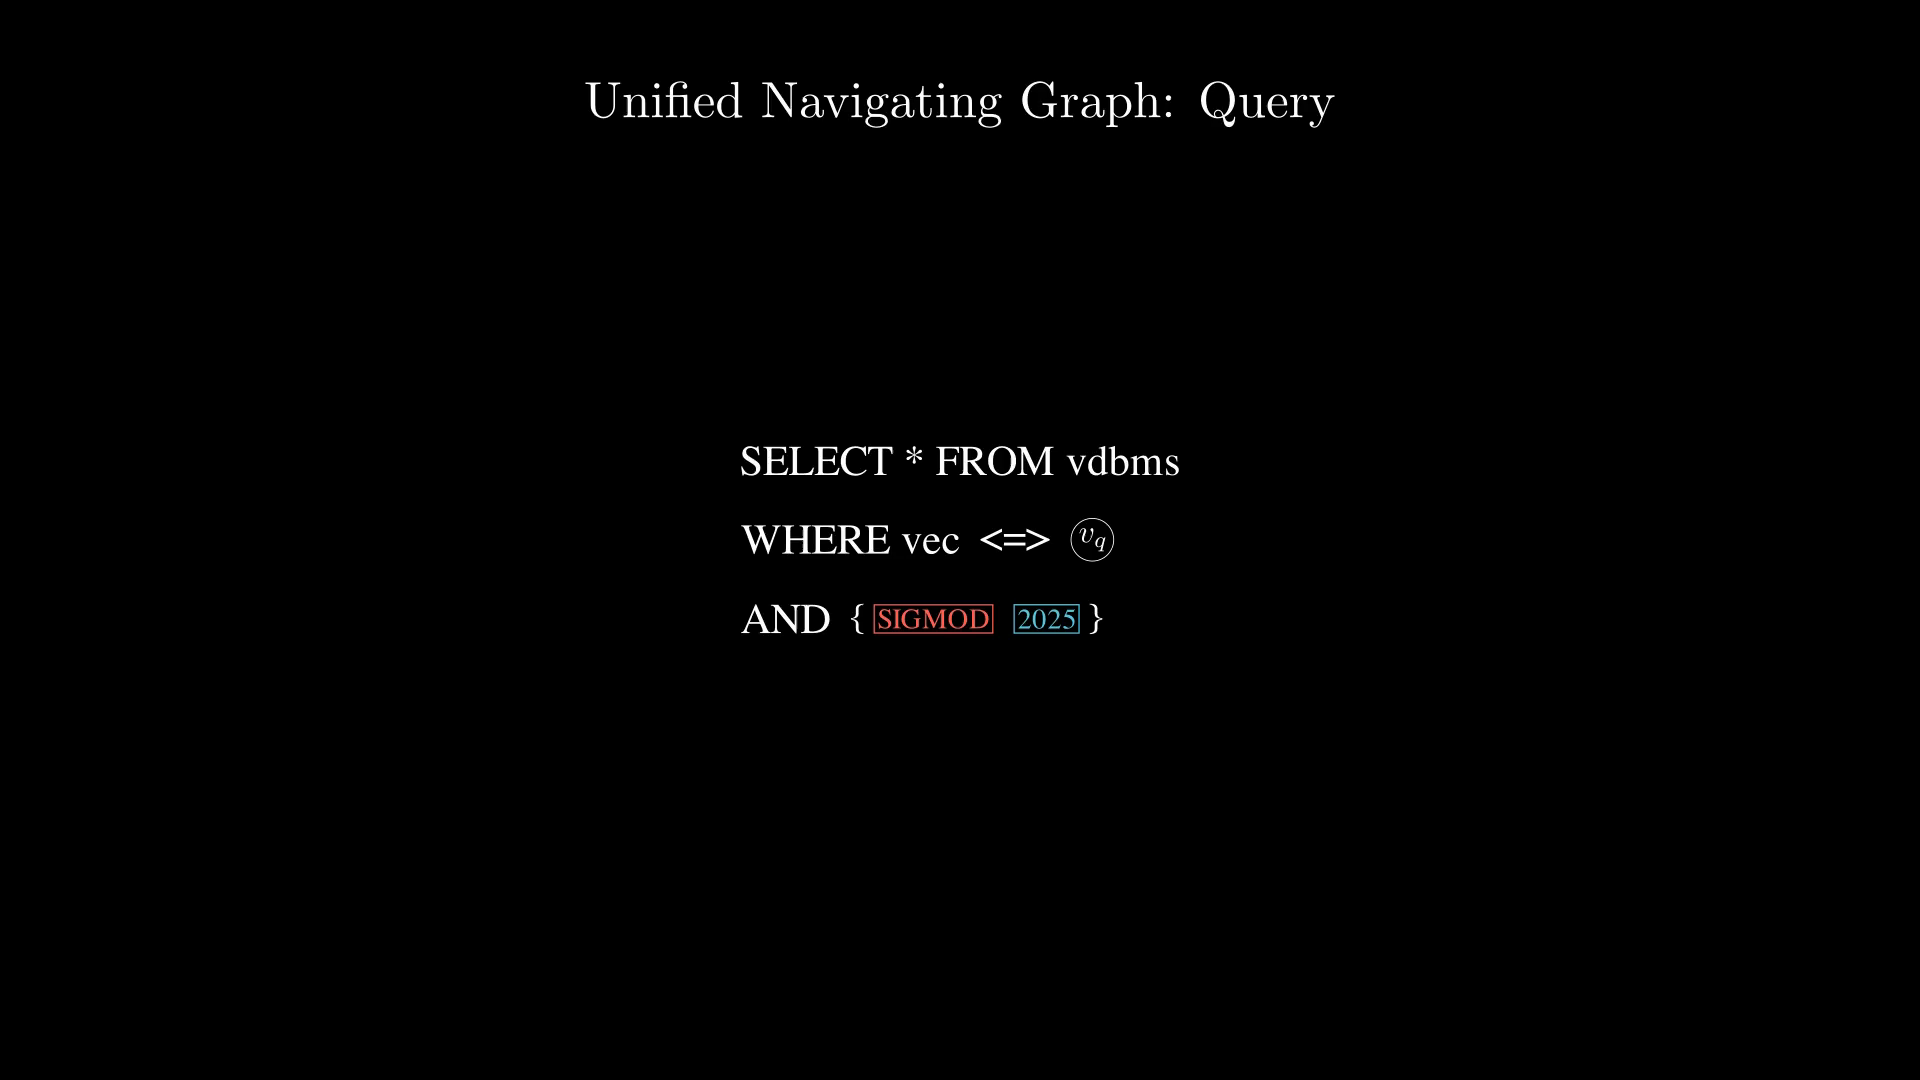 Unified Navigating Graph: Query
SELECT * FROM vdbms
WHERE vec <=> v_q
AND { SIGMOD 2025 }